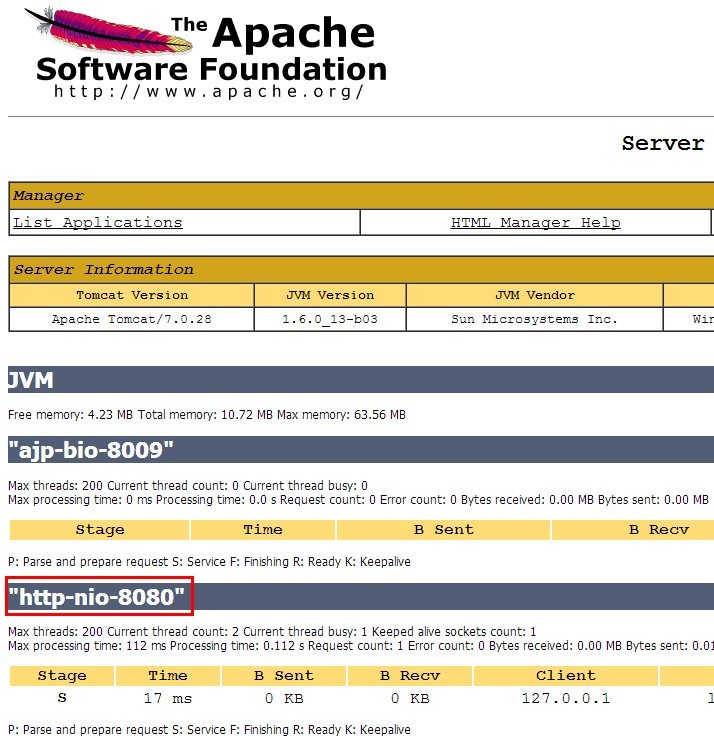 The Apache
Software Foundation
http://www.apache.org/
Server
Manager
List Applications HTML Manager Help
Server Information
Tomcat Version JVM Version JVM Vendor
Apache Tomcat/7.0.28 1.6.0_13-b03 Sun Microsystems Inc. Win
JVM
Free memory: 4.23 MB Total memory: 10.72 MB Max memory: 63.56 MB
"ajp-bio-8009"
Max threads: 200 Current thread count: 0 Current thread busy: 0
Max processing time: 0 ms Processing time: 0.0 s Request count: 0 Error count: 0 Bytes received: 0.00 MB Bytes sent: 0.00 MB
Stage Time B Sent B Recv
P: Parse and prepare request S: Service F: Finishing R: Ready K: Keepalive
"http-nio-8080"
Max threads: 200 Current thread count: 2 Current thread busy: 1 Keeped alive sockets count: 1
Max processing time: 112 ms Processing time: 0.112 s Request count: 1 Error count: 0 Bytes received: 0.00 MB Bytes sent: 0.01
Stage Time B Sent B Recv Client
S 17 ms 0 KB 0 KB 127.0.0.1 1
P: Parse and prepare request S: Service F: Finishing R: Ready K: Keepalive